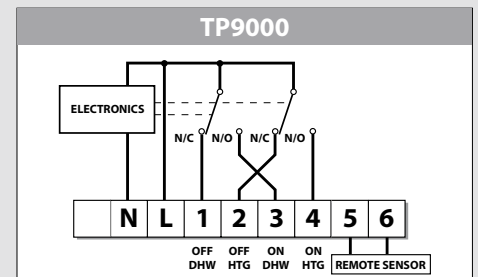 TP9000
ELECTRONICS
N/C N/O N/C N/O
N L 1 2 3 4 5 6
OFF OFF ON ON
DHW HTG DHW HTG REMOTE SENSOR